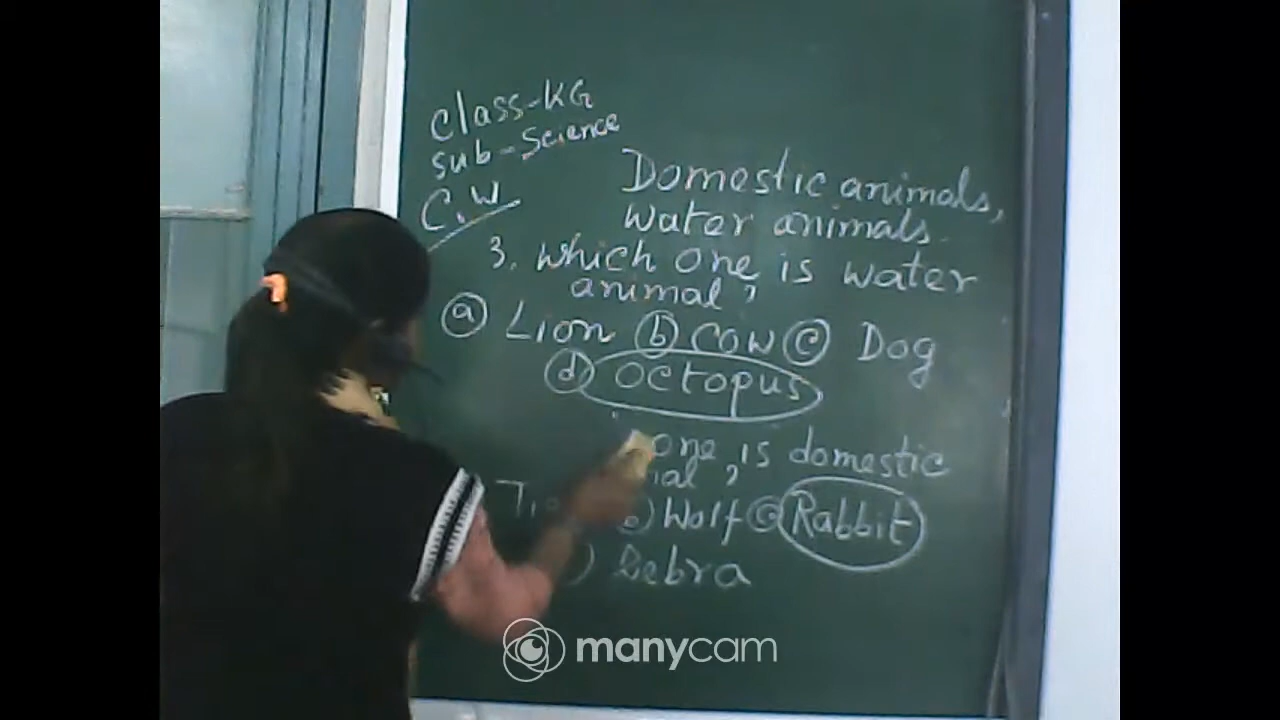 Class-KG
Sub-Science
C.W
Domestic animals,
Water animals.
3. Which one is water
animal?
(a) Lion (b) Cow (c) Dog
(d) Octopus
one is domestic
?
Wolf (c) Rabbit
Zebra
manycam